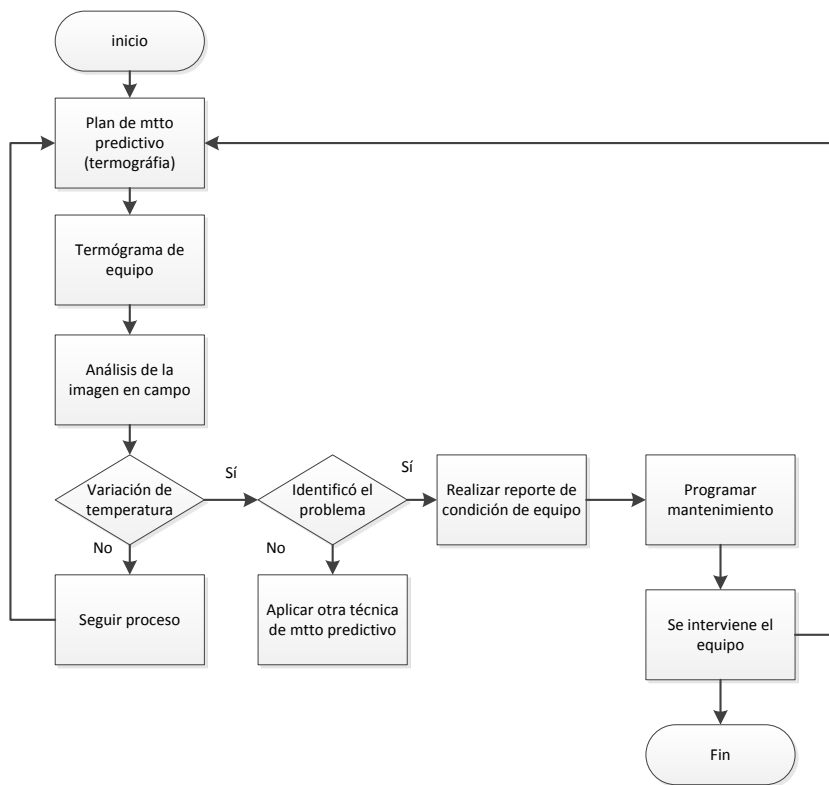 inicio
Plan de mtto
predictivo
(termográfia)
Termógrama de
equipo
Análisis de la
imagen en campo
Variación de
temperatura
Sí
No
Seguir proceso
Identificó el
problema
Sí
No
Aplicar otra técnica
de mtto predictivo
Realizar reporte de
condición de equipo
Programar
mantenimiento
Se interviene el
equipo
Fin